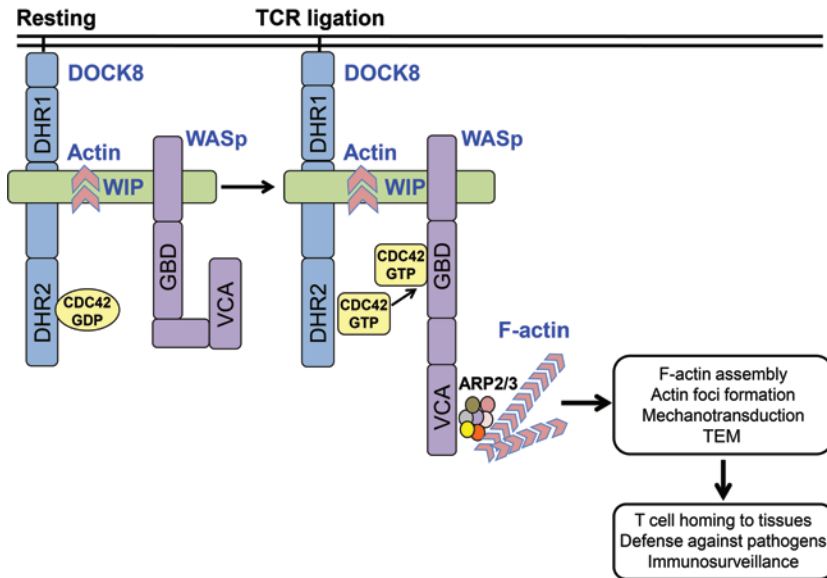 Resting
TCR ligation
DOCK8
DHR1
Actin
WASp
WIP
GBD
VCA
DHR2
CDC42
GDP
DOCK8
DHR1
Actin
WASp
WIP
GBD
CDC42
GTP
CDC42
GTP
DHR2
VCA
ARP2/3
F-actin
F-actin assembly
Actin foci formation
Mechanotransduction
TEM
T cell homing to tissues
Defense against pathogens
Immunosurveillance